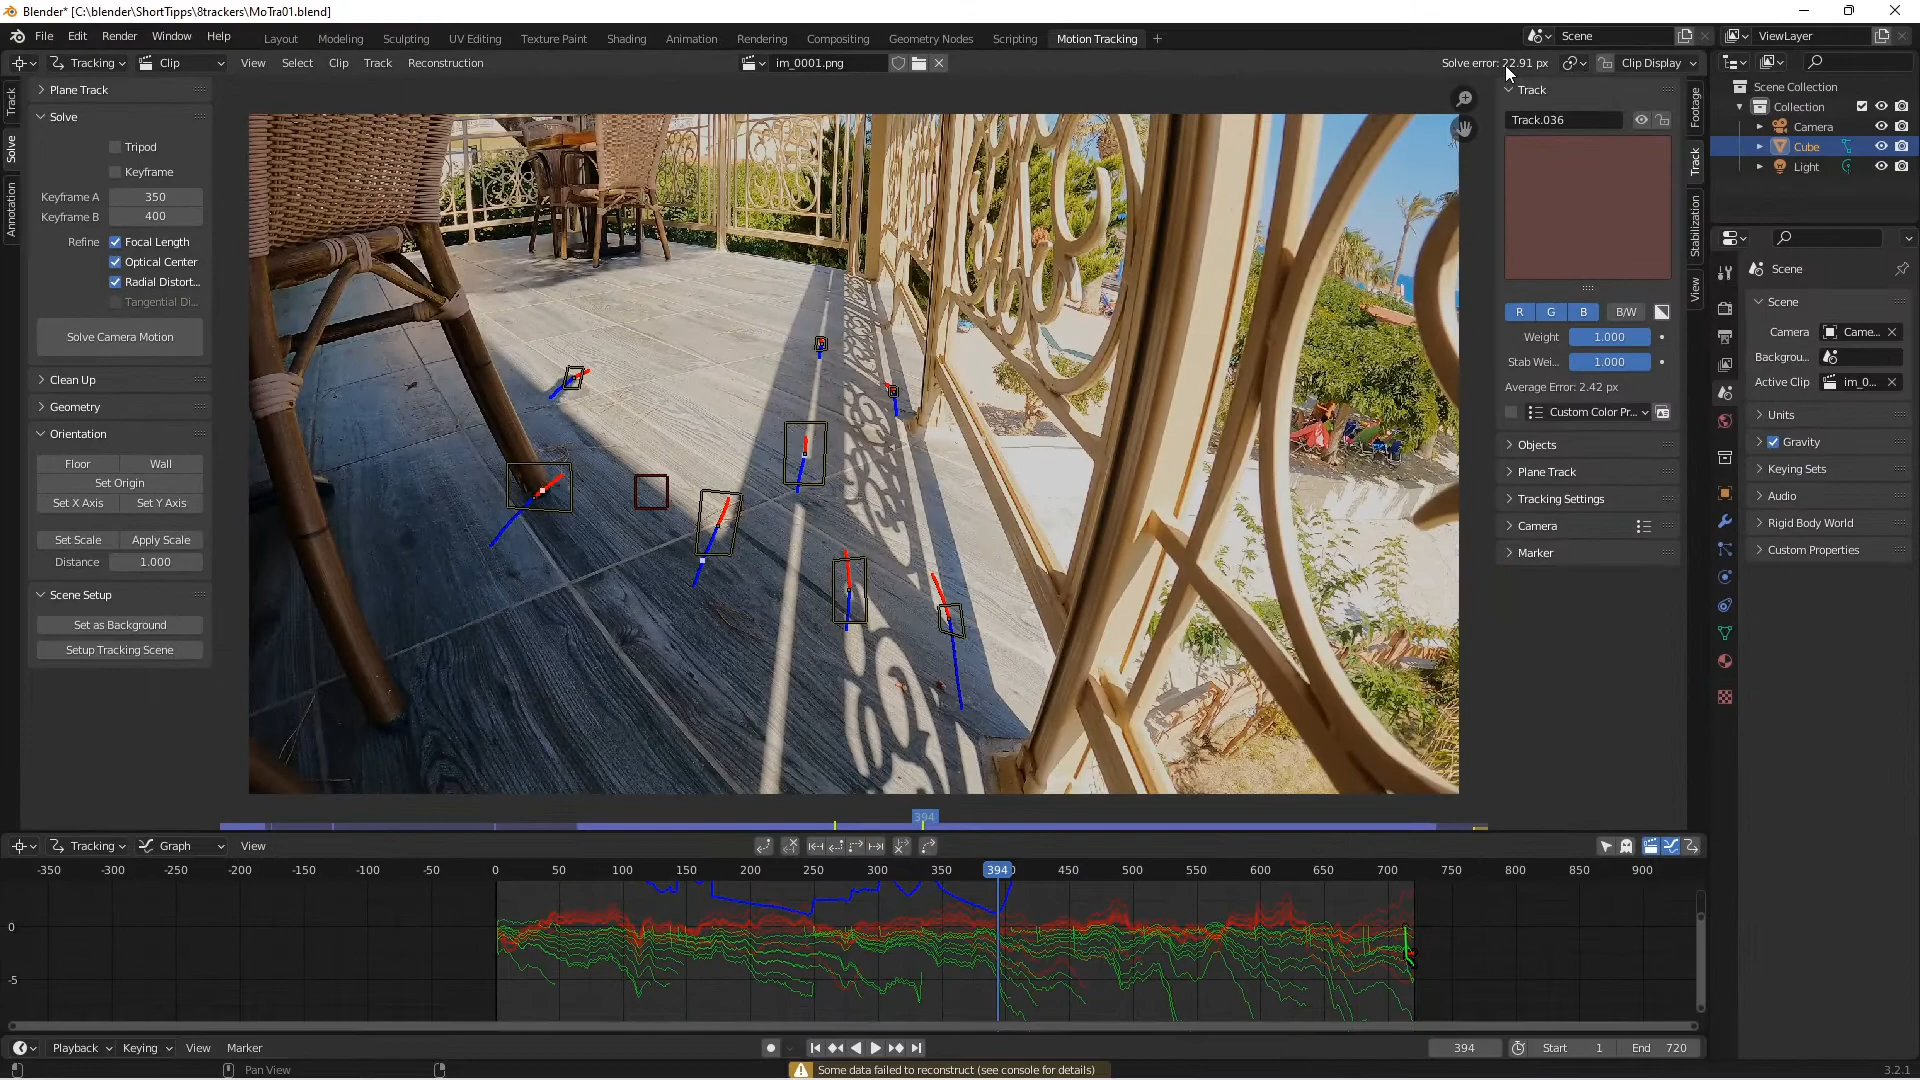 Blender* [C:\blender\ShortTipps\8trackers\MoTra01.blend]
File Edit Render Window Help
Layout Modeling Sculpting UV Editing Texture Paint Shading Animation Rendering Compositing Geometry Nodes Scripting Motion Tracking +
Scene
ViewLayer
Tracking Clip View Select Clip Track Reconstruction
im_0001.png
Solve error: 22.91 px
Clip Display
Track
Solve
Annotation
Plane Track
Solve
Tripod
Keyframe
Keyframe A 350
Keyframe B 400
Refine Focal Length
Optical Center
Radial Distort...
Tangential Di...
Solve Camera Motion
Clean Up
Geometry
Orientation
Floor Wall
Set Origin
Set X Axis Set Y Axis
Set Scale Apply Scale
Distance 1.000
Scene Setup
Set as Background
Setup Tracking Scene
Track
Track.036
R G B B/W
Weight 1.000
Stab Wei... 1.000
Average Error: 2.42 px
Custom Color Pr...
Objects
Plane Track
Tracking Settings
Camera
Marker
Footage
Track
Stabilization
View
Scene Collection
Collection
Camera
Cube
Light
Scene
Scene
Camera Came...
Backgrou...
Active Clip im_0...
Units
Gravity
Keying Sets
Audio
Rigid Body World
Custom Properties
394
Tracking Graph View
-350 -300 -250 -200 -150 -100 -50 0 50 100 150 200 250 300 350 394 450 500 550 600 650 700 750 800 850 900
0
-5
Playback Keying View Marker
394
Start 1
End 720
Pan View
Some data failed to reconstruct (see console for details)
3.2.1